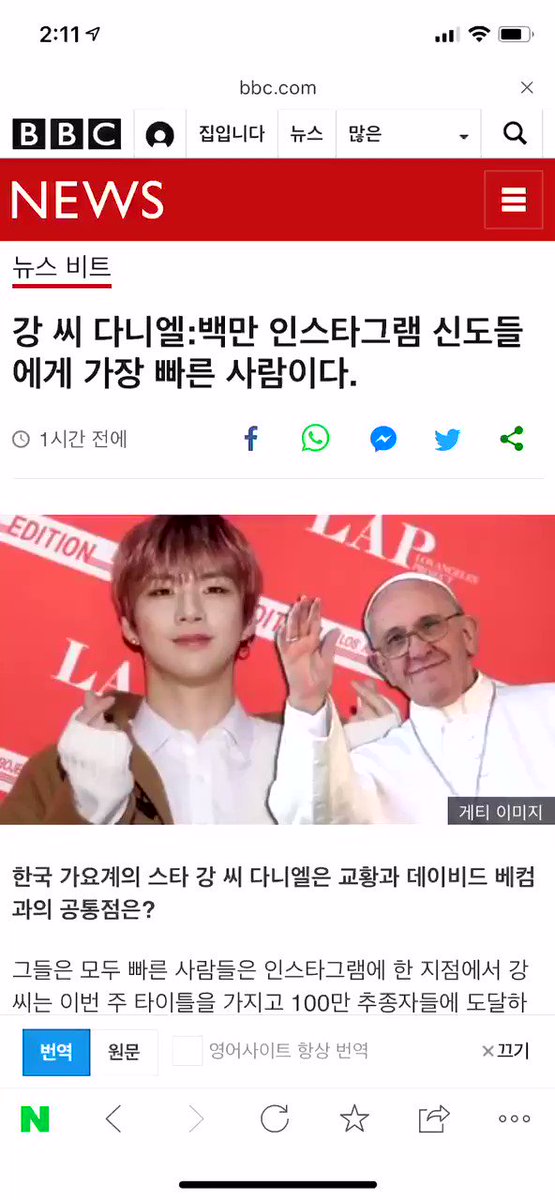 2:11
bbc.com
BBC 집입니다 뉴스 많은
NEWS
뉴스 비트
강 씨 다니엘:백만 인스타그램 신도들
에게 가장 빠른 사람이다.
1시간 전에
EDITION
LAP
LOS ANGELES
PROJECT
게티 이미지
한국 가요계의 스타 강 씨 다니엘은 교황과 데이비드 베컴
과의 공통점은?
그들은 모두 빠른 사람들은 인스타그램에 한 지점에서 강
씨는 이번 주 타이틀을 가지고 100만 추종자들에 도달하
번역 원문 영어사이트 항상 번역 ×끄기
N